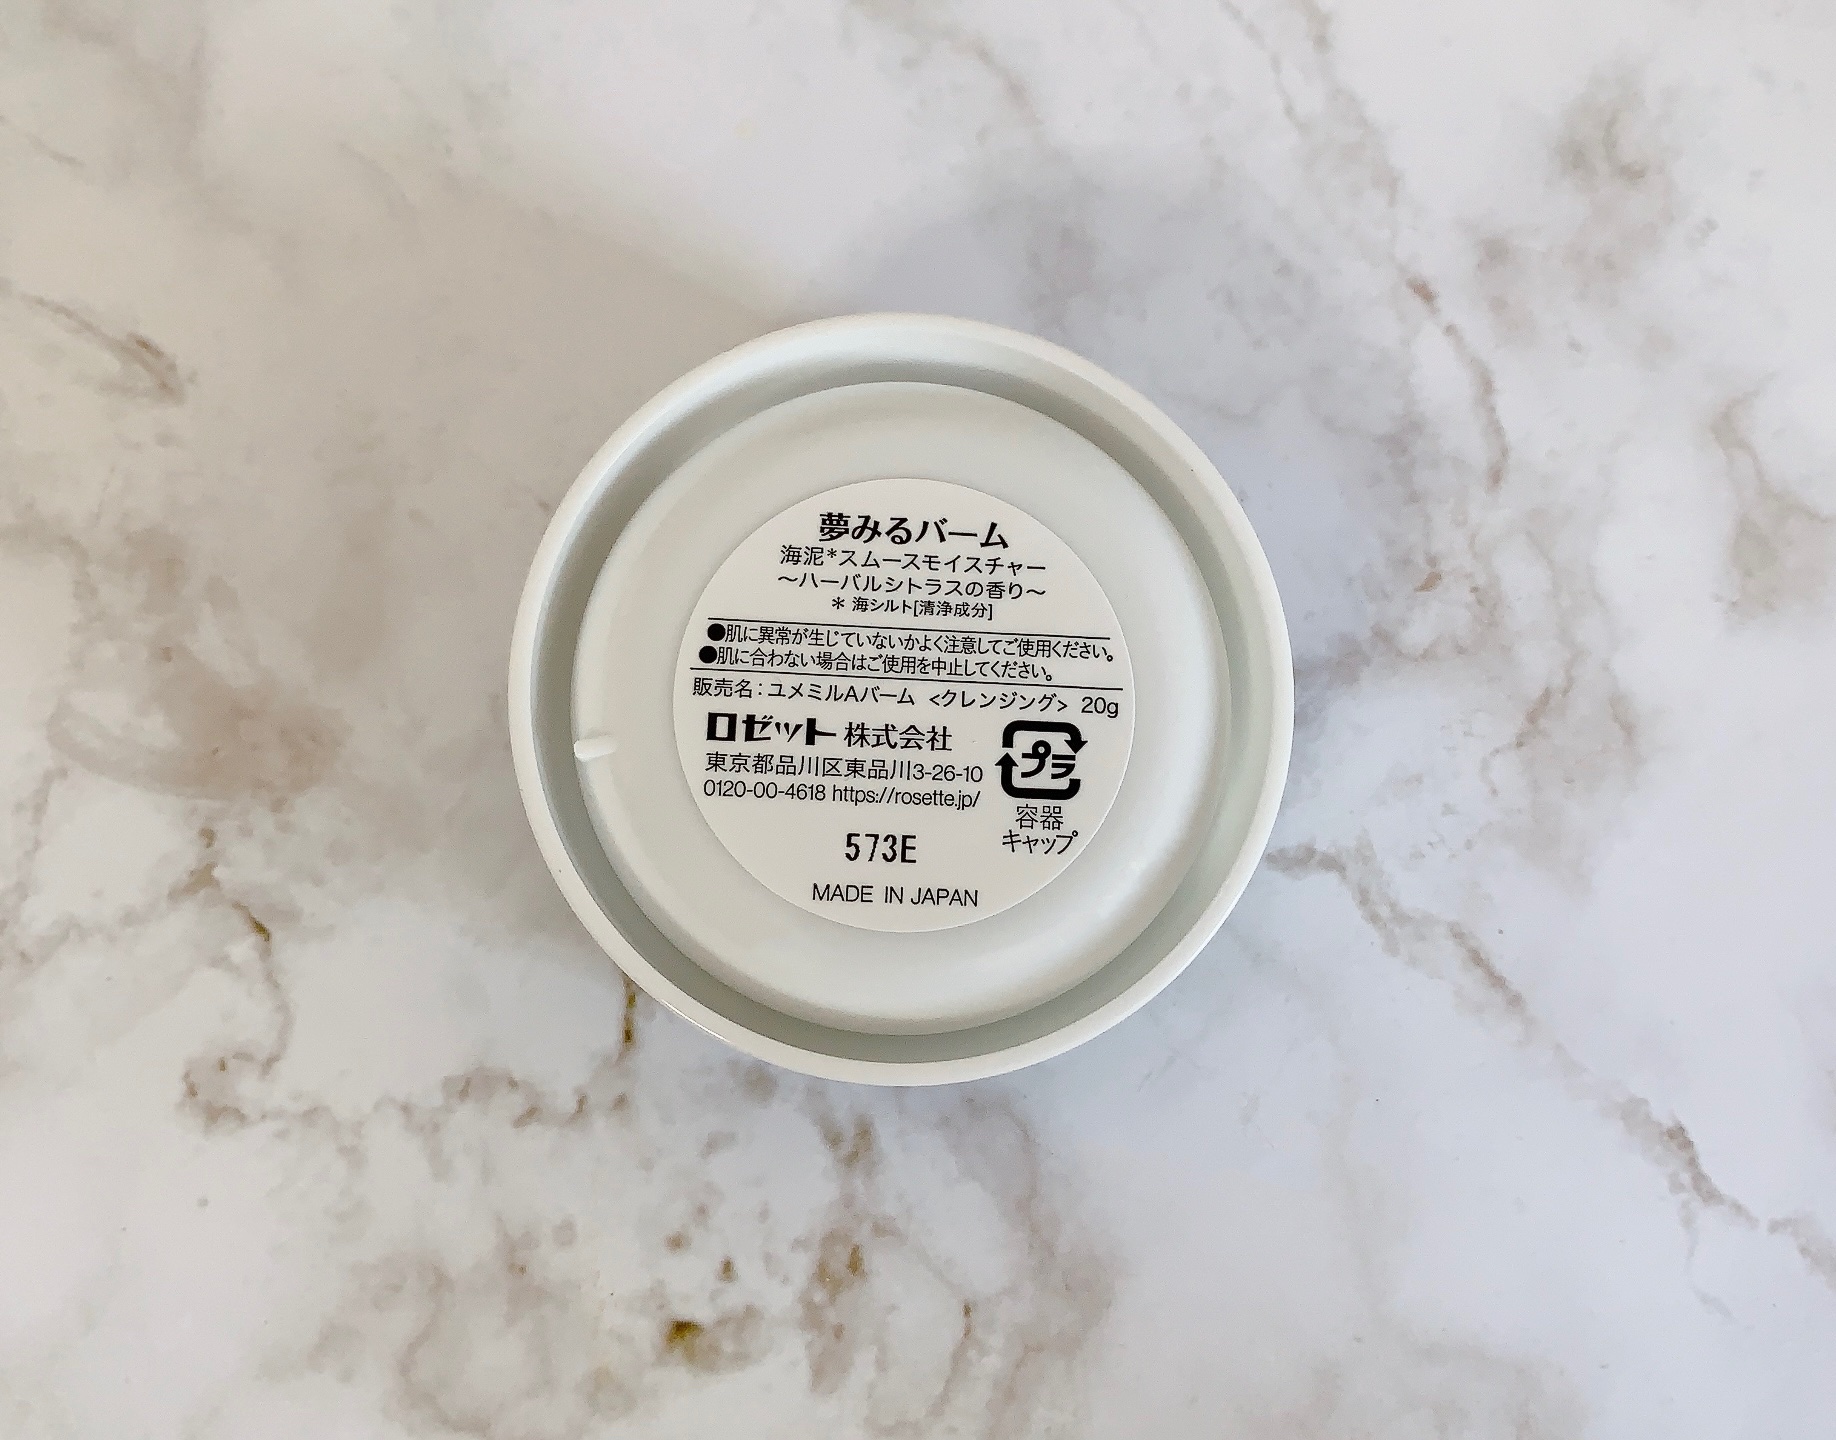 夢みるバーム
海泥*スムースモイスチャー
〜ハーバルシトラスの香り〜
＊ 海シルト[清浄成分]
●肌に異常が生じていないかよく注意してご使用ください。
●肌に合わない場合はご使用を中止してください。
販売名：ユメミルAバーム <クレンジング> 20g
ロゼット 株式会社
東京都品川区東品川3-26-10
0120-00-4618 https://rosette.jp/
プラ
容器
キャップ
573E
MADE IN JAPAN